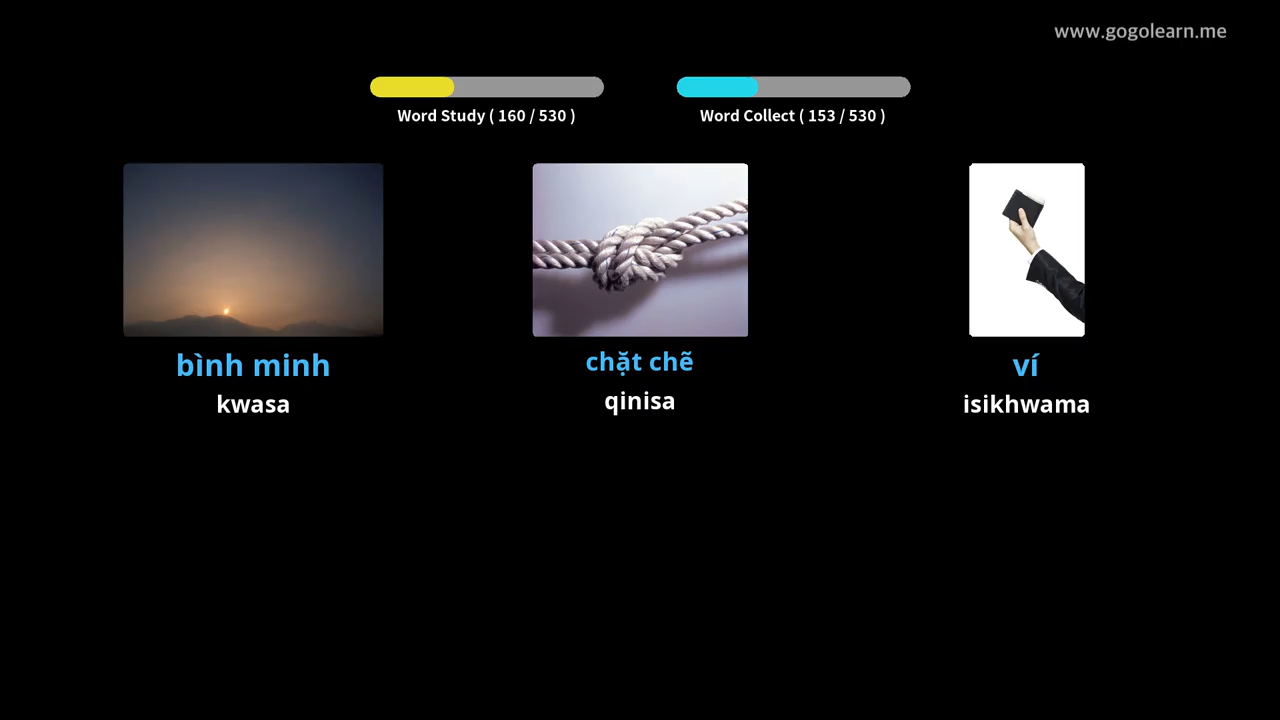 www.gogolearn.me
Word Study ( 160 / 530 )
Word Collect ( 153 / 530 )
bình minh
kwasa
chặt chẽ
qinisa
ví
isikhwama